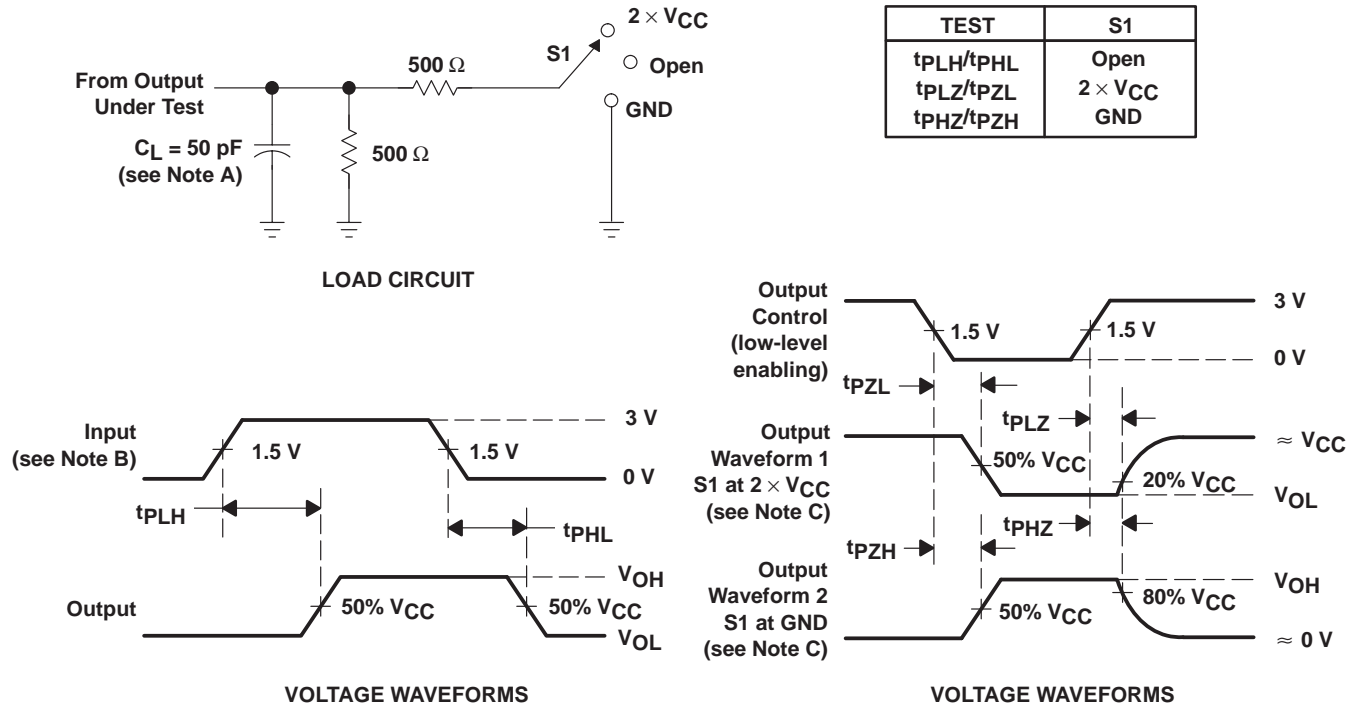 2 × VCC
S1
Open
GND
500 Ω
From Output
Under Test
CL = 50 pF
(see Note A)
500 Ω
LOAD CIRCUIT
TEST S1
tPLH/tPHL Open
tPLZ/tPZL 2 × VCC
tPHZ/tPZH GND
Input
(see Note B)
1.5 V 1.5 V
3 V
0 V
tPLH
tPHL
Output
50% VCC 50% VCC
VOH
VOL
VOLTAGE WAVEFORMS
Output
Control
(low-level
enabling)
1.5 V 1.5 V
3 V
0 V
tPZL
tPLZ
Output
Waveform 1
S1 at 2 × VCC
(see Note C)
50% VCC
20% VCC
≈ VCC
VOL
tPHZ
tPZH
Output
Waveform 2
S1 at GND
(see Note C)
50% VCC
80% VCC
VOH
≈ 0 V
VOLTAGE WAVEFORMS